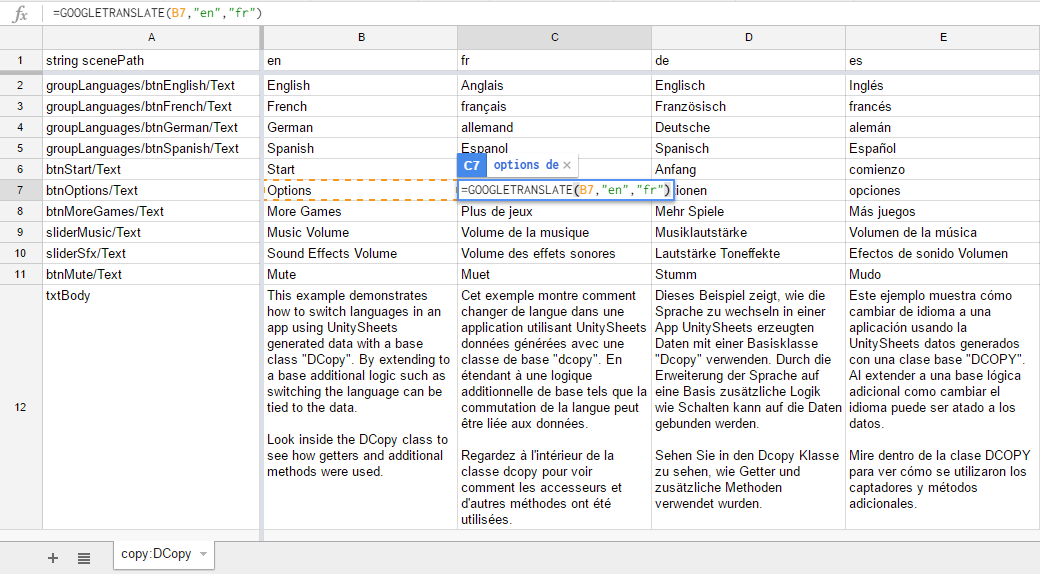 fx =GOOGLETRANSLATE(B7,"en","fr")
A B C D E
1 string scenePath en fr de es
2 groupLanguages/btnEnglish/Text English Anglais Englisch Inglés
3 groupLanguages/btnFrench/Text French français Französisch francés
4 groupLanguages/btnGerman/Text German allemand Deutsche alemán
5 groupLanguages/btnSpanish/Text Spanish Espanol Spanisch Español
C7 options de ×
6 btnStart/Text Start Anfang comienzo
7 btnOptions/Text Options =GOOGLETRANSLATE(B7,"en","fr") ionen opciones
8 btnMoreGames/Text More Games Plus de jeux Mehr Spiele Más juegos
9 sliderMusic/Text Music Volume Volume de la musique Musiklautstärke Volumen de la música
10 sliderSfx/Text Sound Effects Volume Volume des effets sonores Lautstärke Toneffekte Efectos de sonido Volumen
11 btnMute/Text Mute Muet Stumm Mudo
12 txtBody
This example demonstrates
how to switch languages in an
app using UnitySheets
generated data with a base
class "DCopy". By extending to
a base additional logic such as
switching the language can be
tied to the data.
Look inside the DCopy class to
see how getters and additional
methods were used.
Cet exemple montre comment
changer de langue dans une
application utilisant UnitySheets
données générées avec une
classe de base "dcopy". En
étendant à une logique
additionnelle de base tels que la
commutation de la langue peut
être liée aux données.
Regardez à l'intérieur de la
classe dcopy pour voir
comment les accesseurs et
d'autres méthodes ont été
utilisées.
Dieses Beispiel zeigt, wie die
Sprache zu wechseln in einer
App UnitySheets erzeugten
Daten mit einer Basisklasse
"Dcopy" verwenden. Durch die
Erweiterung der Sprache auf
eine Basis zusätzliche Logik
wie Schalten kann auf die Daten
gebunden werden.
Sehen Sie in den Dcopy Klasse
zu sehen, wie Getter und
zusätzliche Methoden
verwendet wurden.
Este ejemplo muestra cómo
cambiar de idioma a una
aplicación usando la
UnitySheets datos generados
con una clase base "DCOPY".
Al extender a una base lógica
adicional como cambiar el
idioma puede ser atado a los
datos.
Mire dentro de la clase DCOPY
para ver cómo se utilizaron los
captadores y métodos
adicionales.
+ copy:DCopy